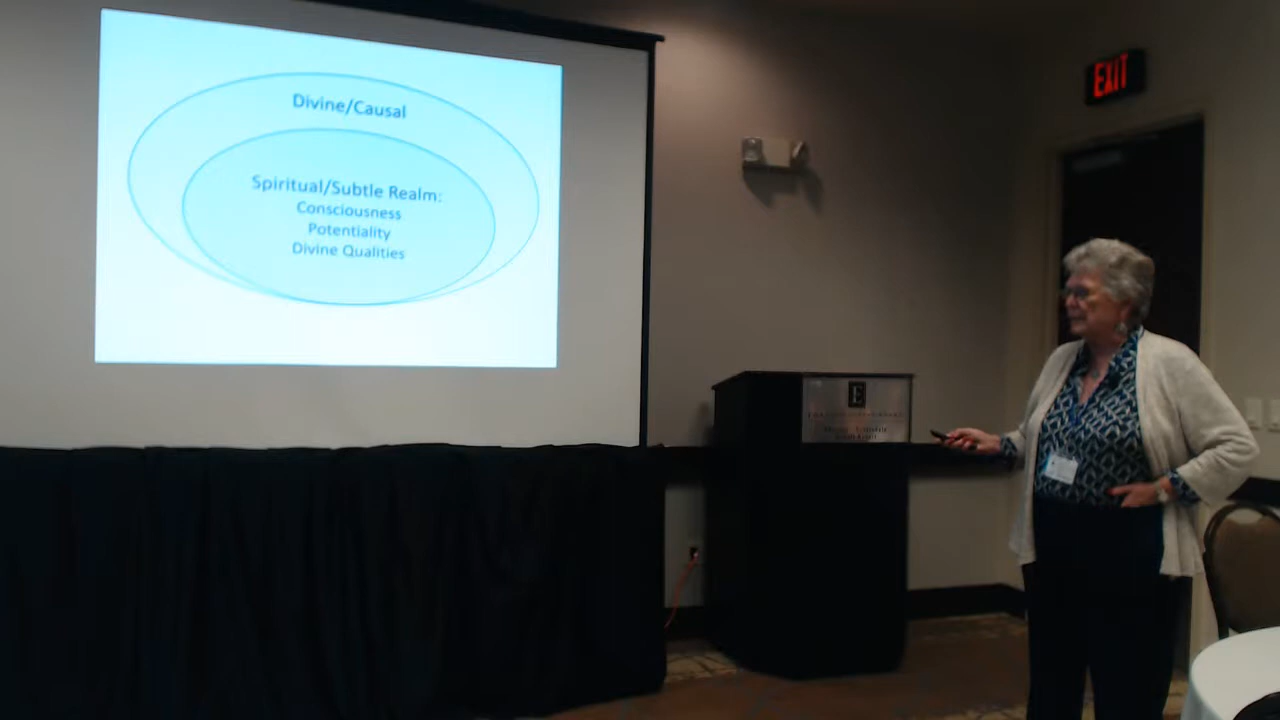 Divine/Causal
Spiritual/Subtle Realm:
Consciousness
Potentiality
Divine Qualities
EXIT
E